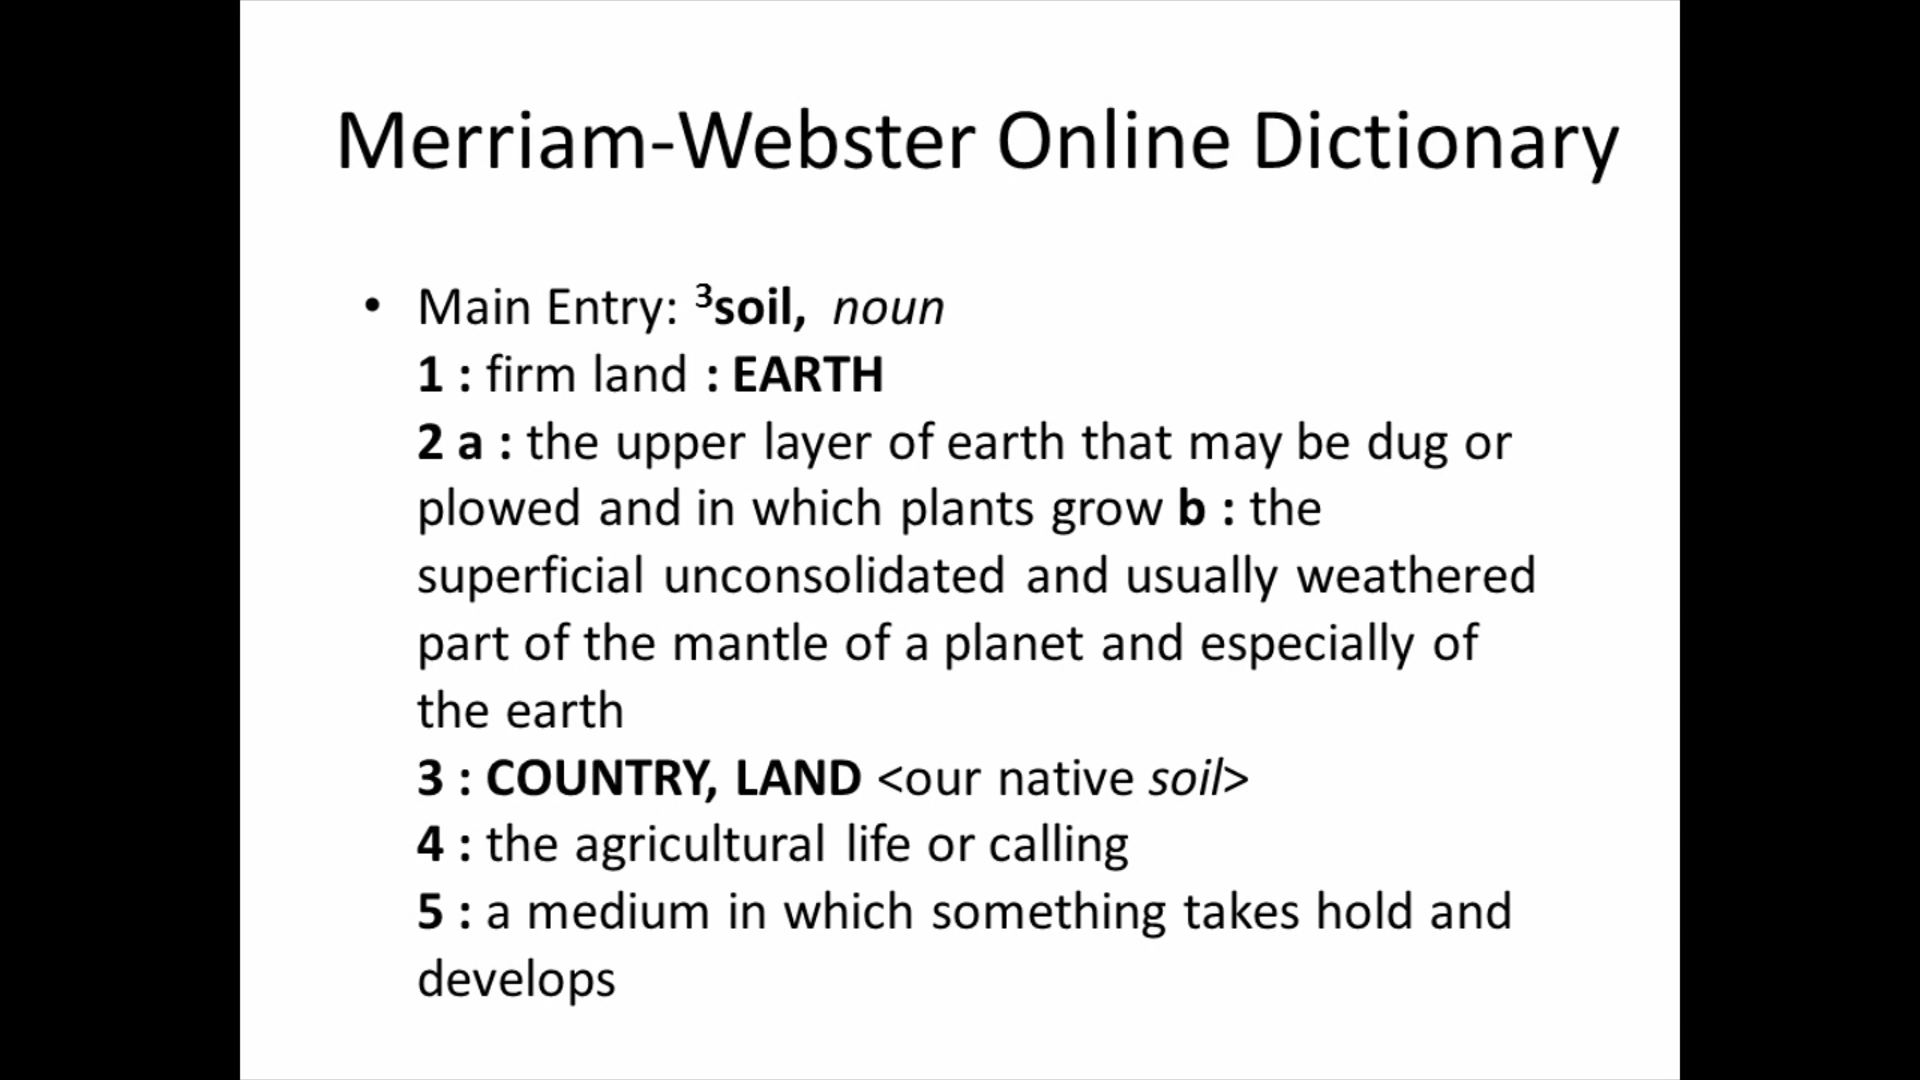 Merriam-Webster Online Dictionary
• Main Entry: ³soil, noun
1 : firm land : EARTH
2 a : the upper layer of earth that may be dug or
plowed and in which plants grow b : the
superficial unconsolidated and usually weathered
part of the mantle of a planet and especially of
the earth
3 : COUNTRY, LAND <our native soil>
4 : the agricultural life or calling
5 : a medium in which something takes hold and
develops